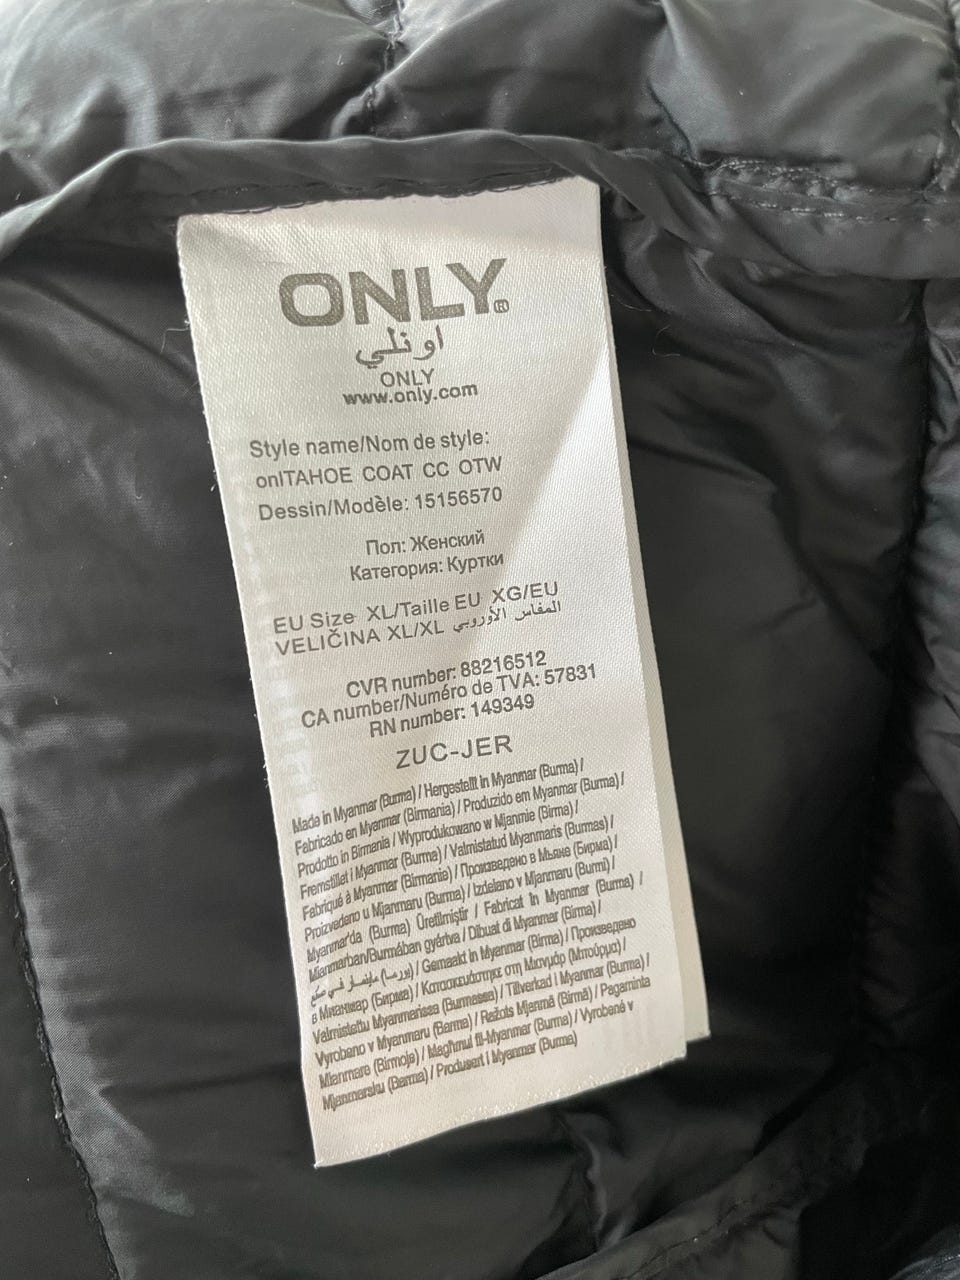 ONLY®
اونلي
ONLY
www.only.com
Style name/Nom de style:
onlTAHOE COAT CC OTW
Dessin/Modèle: 15156570
Пол: Женский
Категория: Куртки
EU Size XL/Taille EU XG/EU
VELIČINA XL/XL المقاس الأوروبي
CVR number: 88216512
CA number/Numéro de TVA: 57831
RN number: 149349
ZUC-JER
Made in Myanmar (Burma) / Hergestellt in Myanmar (Burma) /
Fabricado en Myanmar (Birmania) / Produzido em Myanmar (Burma) /
Prodotto in Birmania / Wyprodukowano w Mjanmie (Birma) /
Fremstillet i Myanmar (Burma) / Valmistatud Myanmaris (Burmas) /
Fabriqué à Myanmar (Birmanie) / Произведено в Мьяне (Бирма) /
Proizvedeno u Mjanmaru (Burma) / Izdelano v Mjanmaru (Burmi) /
Myanmar'da (Burma) Üretilmiştir / Fabricat în Myanmar (Burma) /
Mianmarban/Burmában gyártva / Dibuat di Myanmar (Birma) /
صنع في / Gemaakt in Myanmar (Birma) / Произведено
в Мианмар (Бирма) / Κατασκευάστηκε στη Μιανμάρ (Μπούρμα) /
Valmistettu Myanmarissa (Burmassa) / Tillverkad i Myanmar (Burma) /
Vyrobeno v Myanmaru (Barma) / Ražots Mjanmā (Birmā) / Pagaminta
Mianmare (Birmoje) / Magħmul fil-Myanmar (Burma) / Vyrobené v
Mjanmarsku (Barma) / Produsert i Myanmar (Burma)